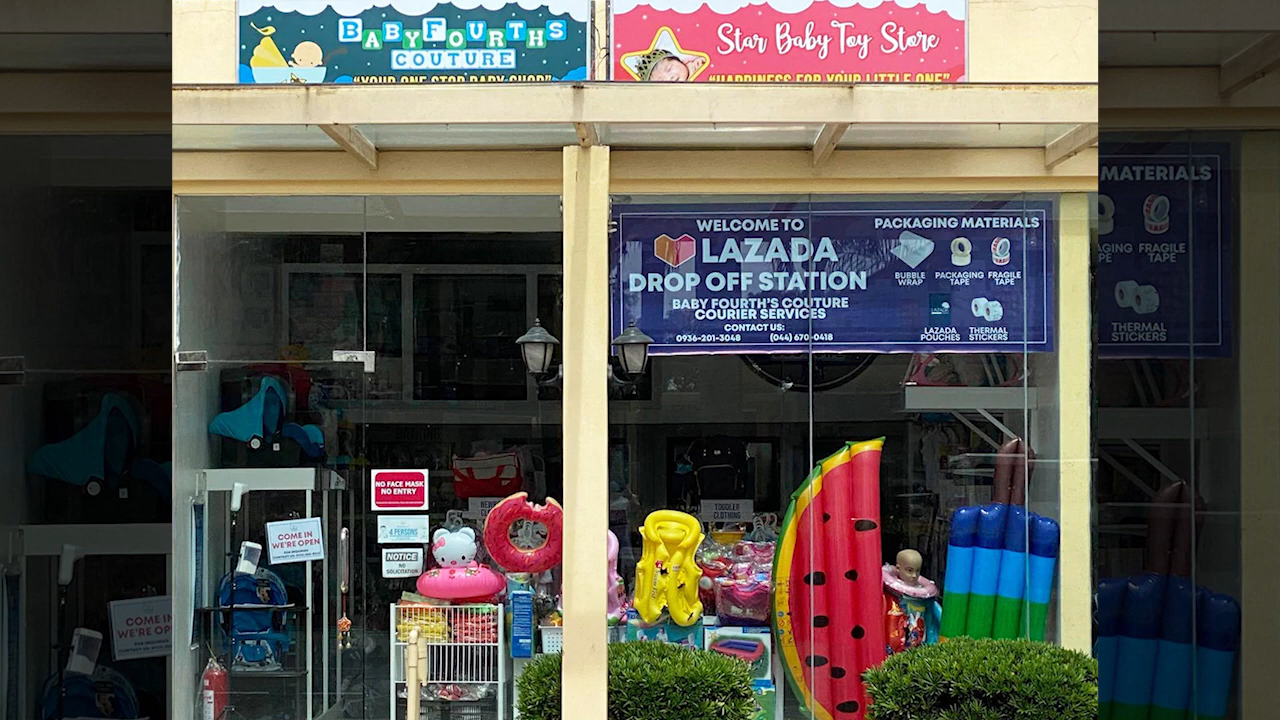 BABYFOURTHS
COUTURE
"YOUR ONE STOP BABY SHOP"
Star Baby Toy Store
"HAPPINESS FOR YOUR LITTLE ONE"
WELCOME TO
LAZADA
DROP OFF STATION
BABY FOURTH'S COUTURE
COURIER SERVICES
CONTACT US:
0936-201-3048 (044) 670-0418
PACKAGING MATERIALS
BUBBLE WRAP
PACKAGING TAPE
FRAGILE TAPE
LAZADA POUCHES
THERMAL STICKERS
MATERIALS
FRAGILE TAPE
THERMAL STICKERS
NO FACE MASK
NO ENTRY
4 PERSONS
NOTICE
NO
SOLICITATION
COME IN
WE'RE OPEN
TODDLER
CLOTHING
COME IN
WE'RE OPEN